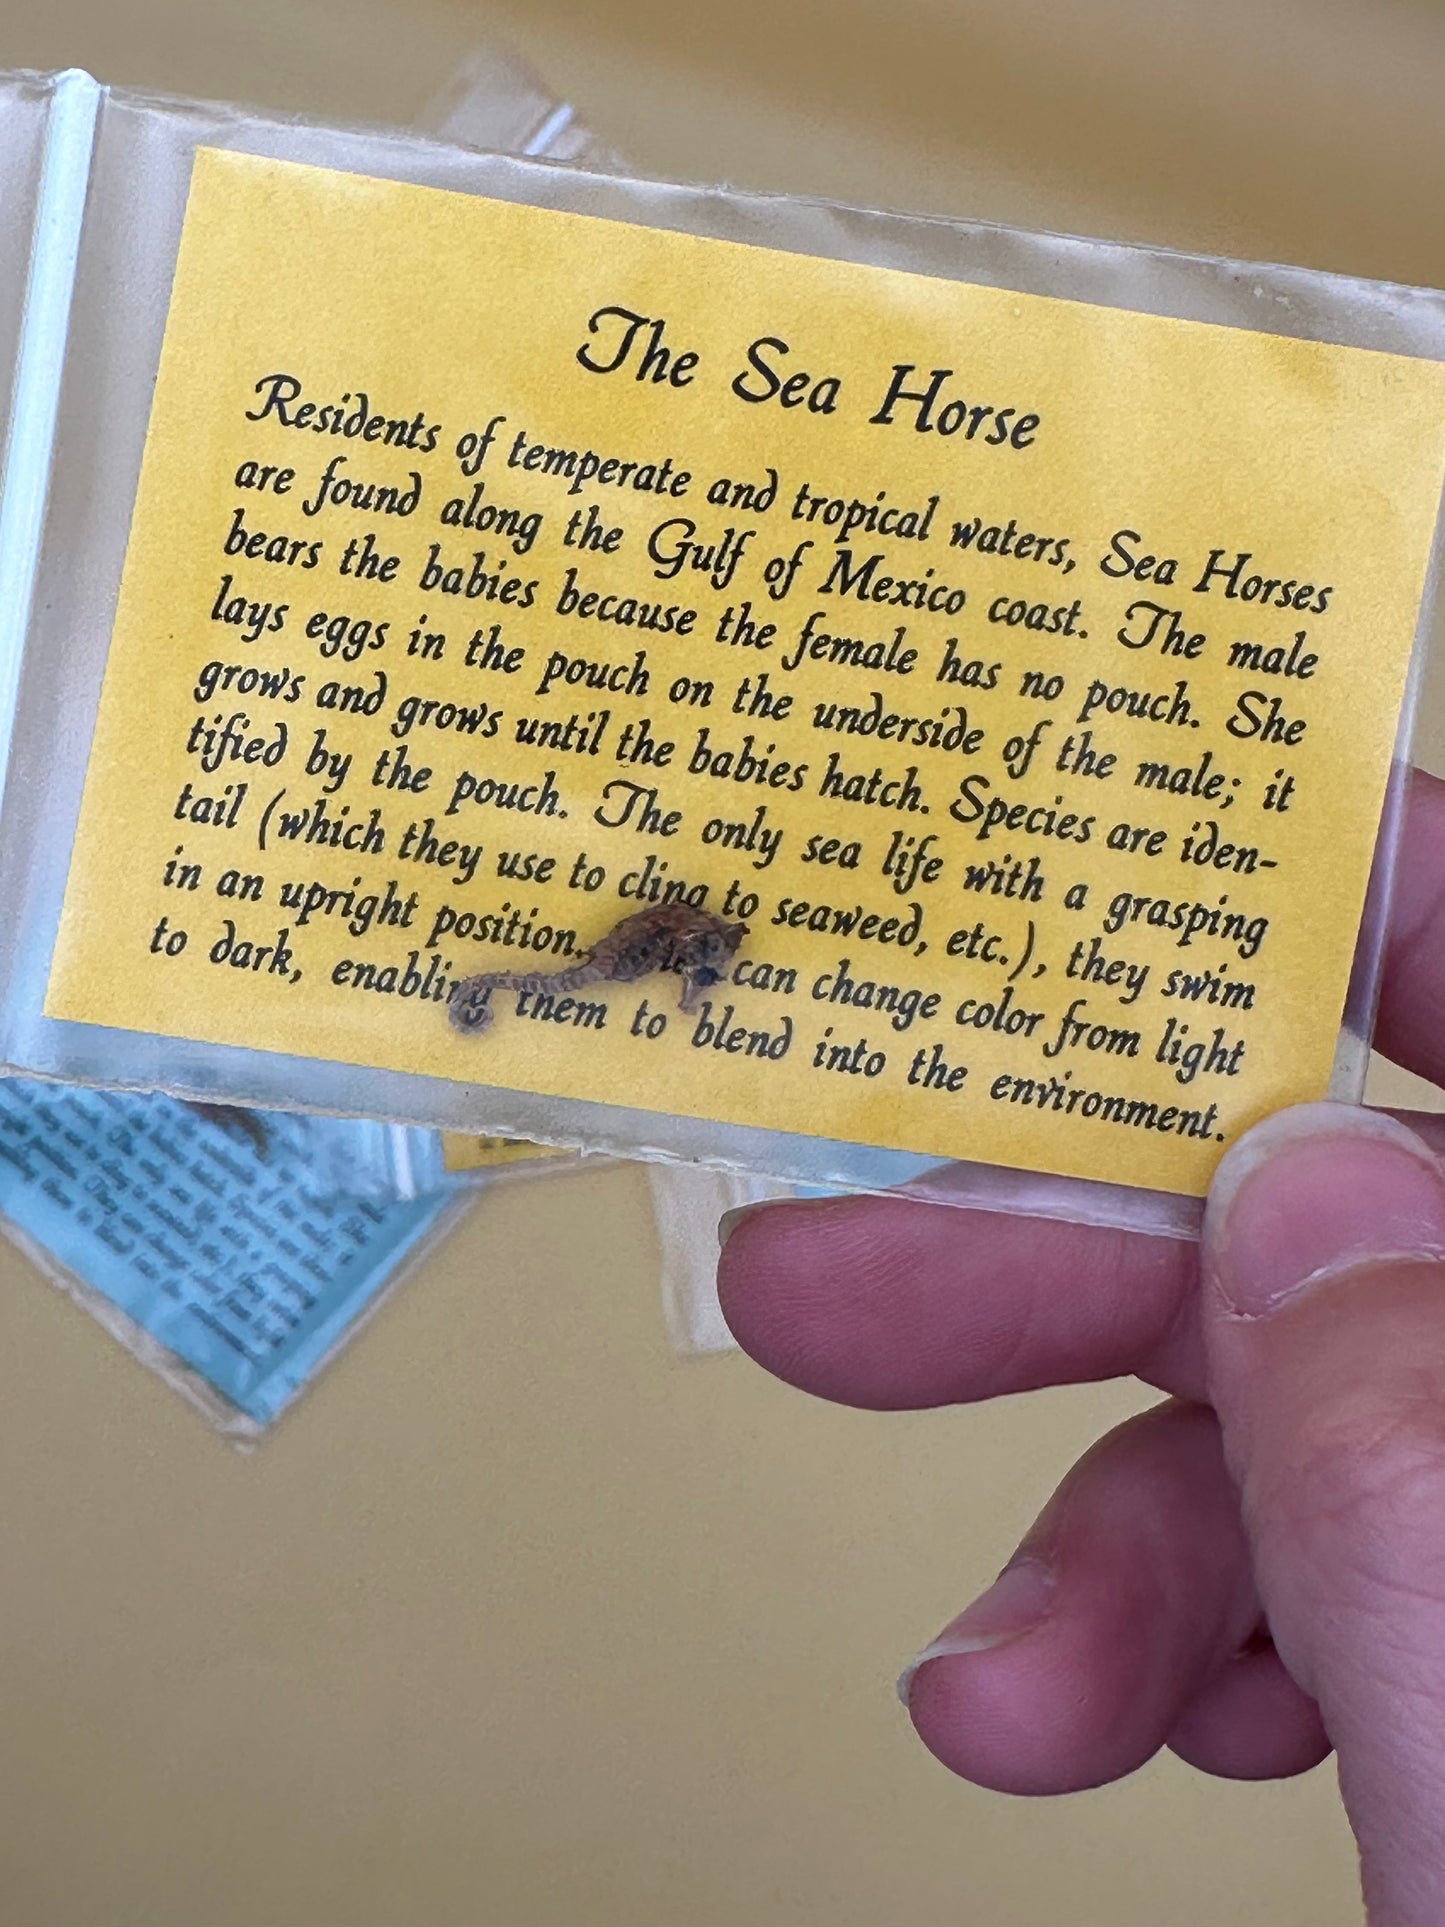 The Sea Horse
Residents of temperate and tropical waters, Sea Horses
are found along the Gulf of Mexico coast. The male
bears the babies because the female has no pouch. She
lays eggs in the pouch on the underside of the male; it
grows and grows until the babies hatch. Species are iden-
tified by the pouch. The only sea life with a grasping
tail (which they use to cling to seaweed, etc.), they swim
in an upright position. can change color from light
to dark, enabling them to blend into the environment.